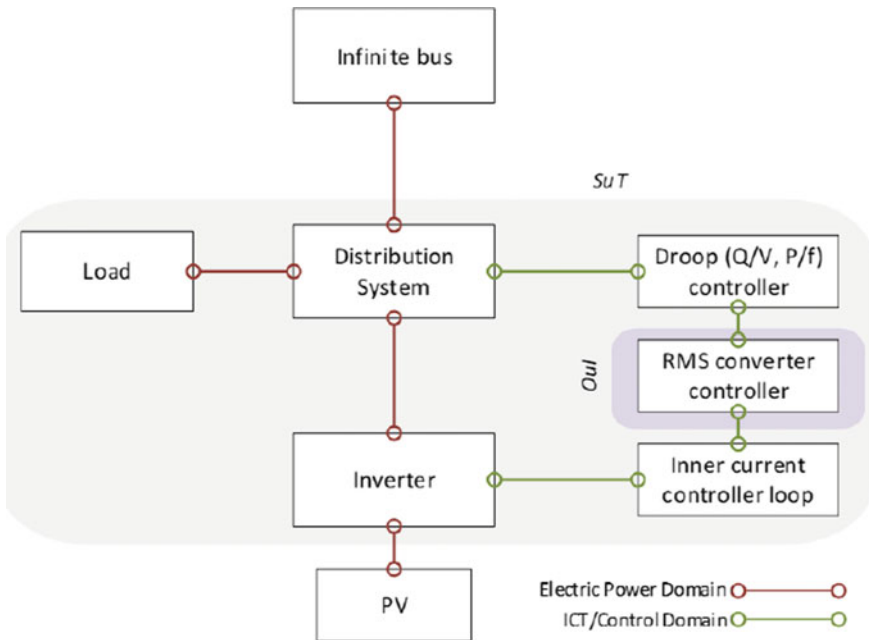 Infinite bus
SuT
Load
Distribution
System
Droop (Q/V, P/f)
controller
OuI
RMS converter
controller
Inverter
Inner current
controller loop
PV
Electric Power Domain
ICT/Control Domain